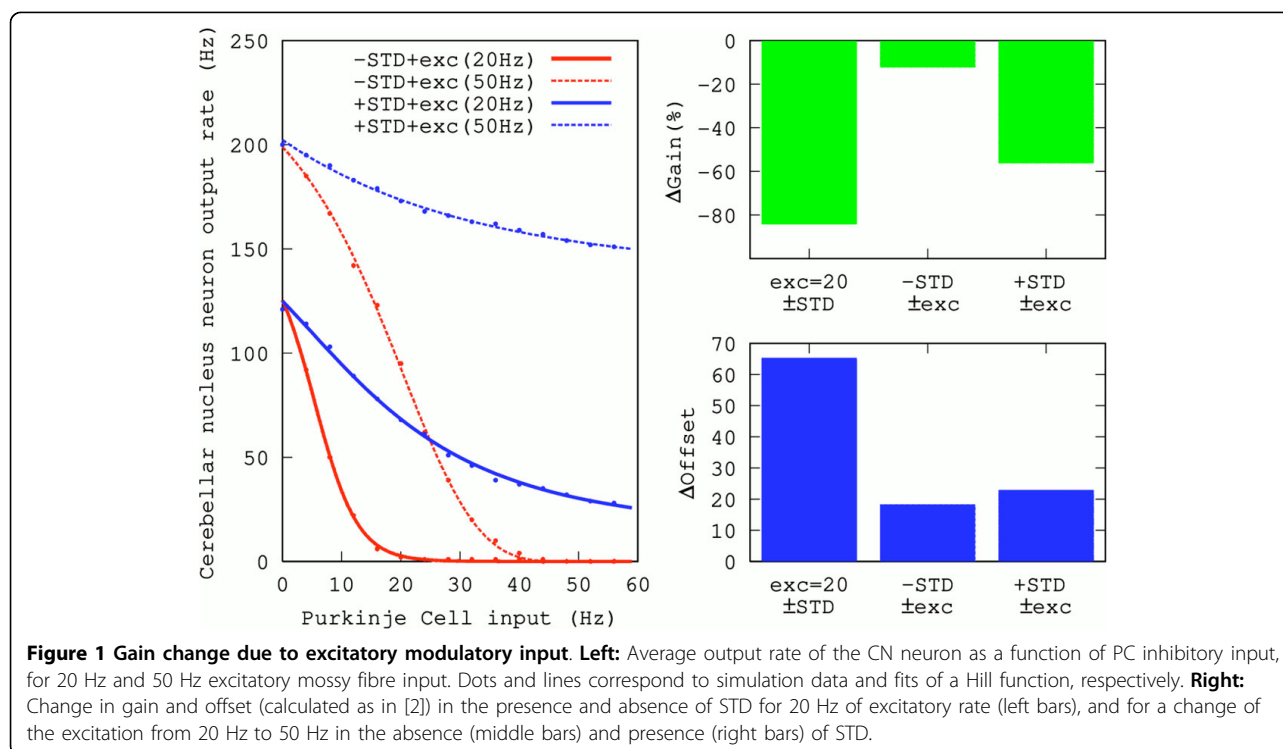 Cerebellar nucleus neuron output rate (Hz)
250
200
150
100
50
0
−STD+exc(20Hz)
−STD+exc(50Hz)
+STD+exc(20Hz)
+STD+exc(50Hz)
0 10 20 30 40 50 60
Purkinje Cell input (Hz)
ΔGain(%)
0
−20
−40
−60
−80
exc=20 −STD +STD
±STD ±exc ±exc
ΔOffset
70
60
50
40
30
20
10
0
exc=20 −STD +STD
±STD ±exc ±exc
Figure 1 Gain change due to excitatory modulatory input. Left: Average output rate of the CN neuron as a function of PC inhibitory input,
for 20 Hz and 50 Hz excitatory mossy fibre input. Dots and lines correspond to simulation data and fits of a Hill function, respectively. Right:
Change in gain and offset (calculated as in [2]) in the presence and absence of STD for 20 Hz of excitatory rate (left bars), and for a change of
the excitation from 20 Hz to 50 Hz in the absence (middle bars) and presence (right bars) of STD.